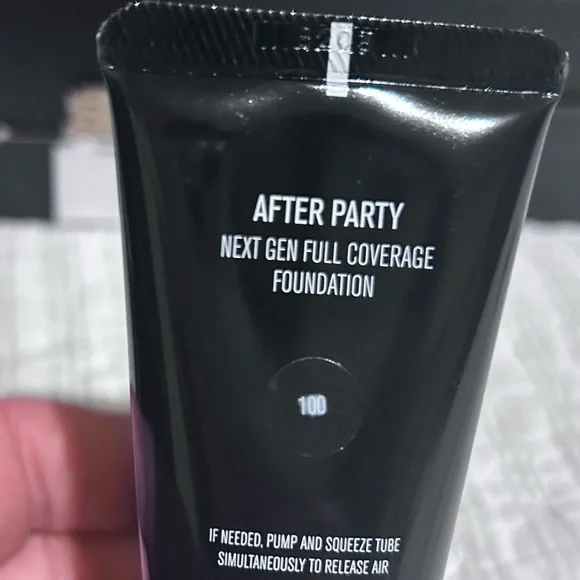 AFTER PARTY
NEXT GEN FULL COVERAGE
FOUNDATION
100
IF NEEDED, PUMP AND SQUEEZE TUBE
SIMULTANEOUSLY TO RELEASE AIR